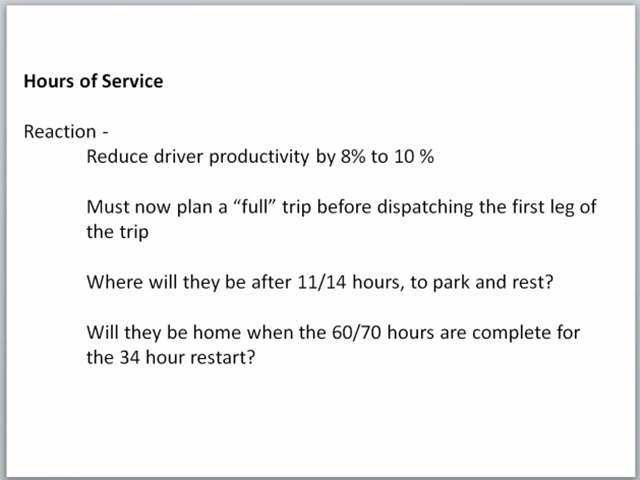 Hours of Service
Reaction -
Reduce driver productivity by 8% to 10 %
Must now plan a “full” trip before dispatching the first leg of
the trip
Where will they be after 11/14 hours, to park and rest?
Will they be home when the 60/70 hours are complete for
the 34 hour restart?